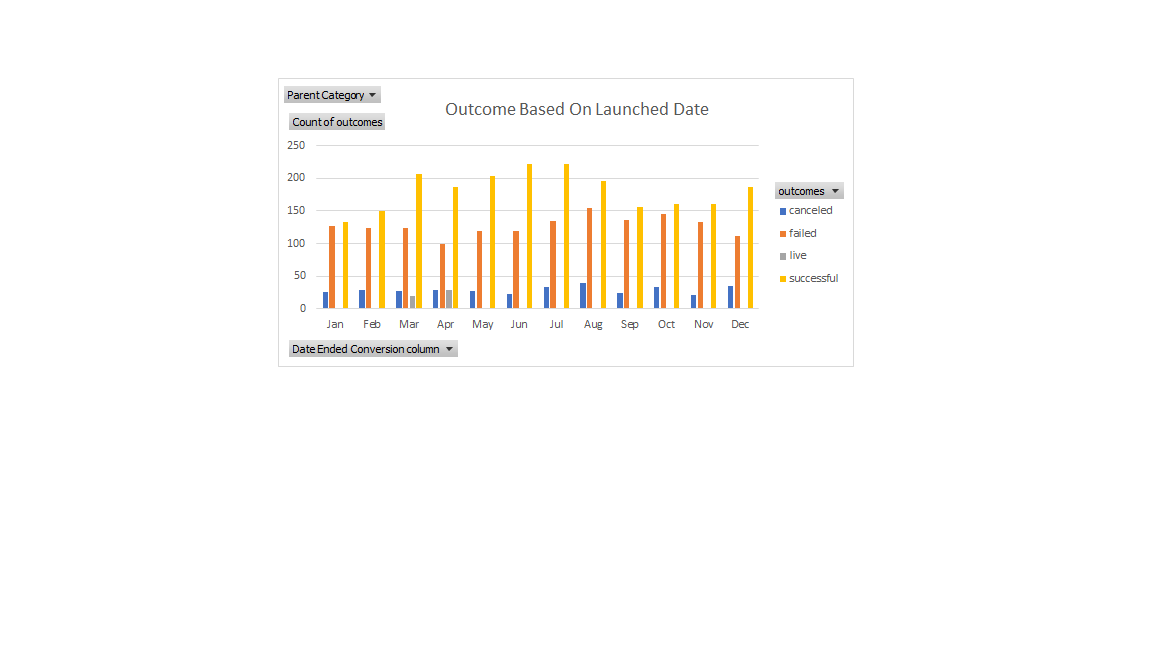 Parent Category
Outcome Based On Launched Date
Count of outcomes
250
200
150
100
50
0
Jan Feb Mar Apr May Jun Jul Aug Sep Oct Nov Dec
outcomes
canceled
failed
live
successful
Date Ended Conversion column